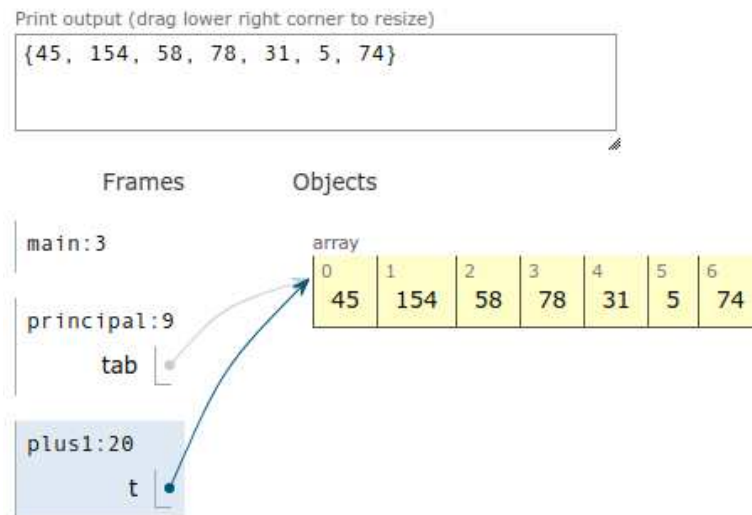 Print output (drag lower right corner to resize)
{45, 154, 58, 78, 31, 5, 74}
Frames Objects
main:3
array
0 1 2 3 4 5 6
45 154 58 78 31 5 74
principal:9
tab
plus1:20
t